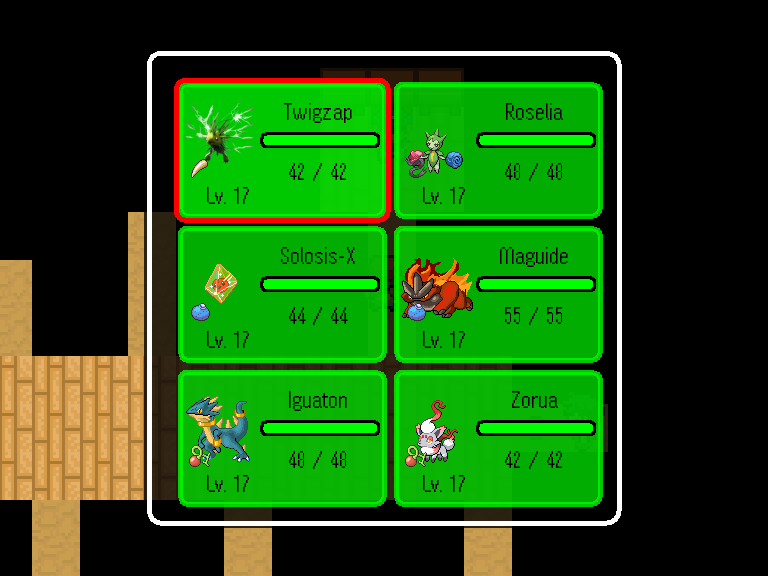 Twigzap
42 / 42
Lv. 17
Roselia
48 / 48
Lv. 17
Solosis-X
44 / 44
Lv. 17
Maguide
55 / 55
Lv. 17
Iguaton
48 / 48
Lv. 17
Zorua
42 / 42
Lv. 17